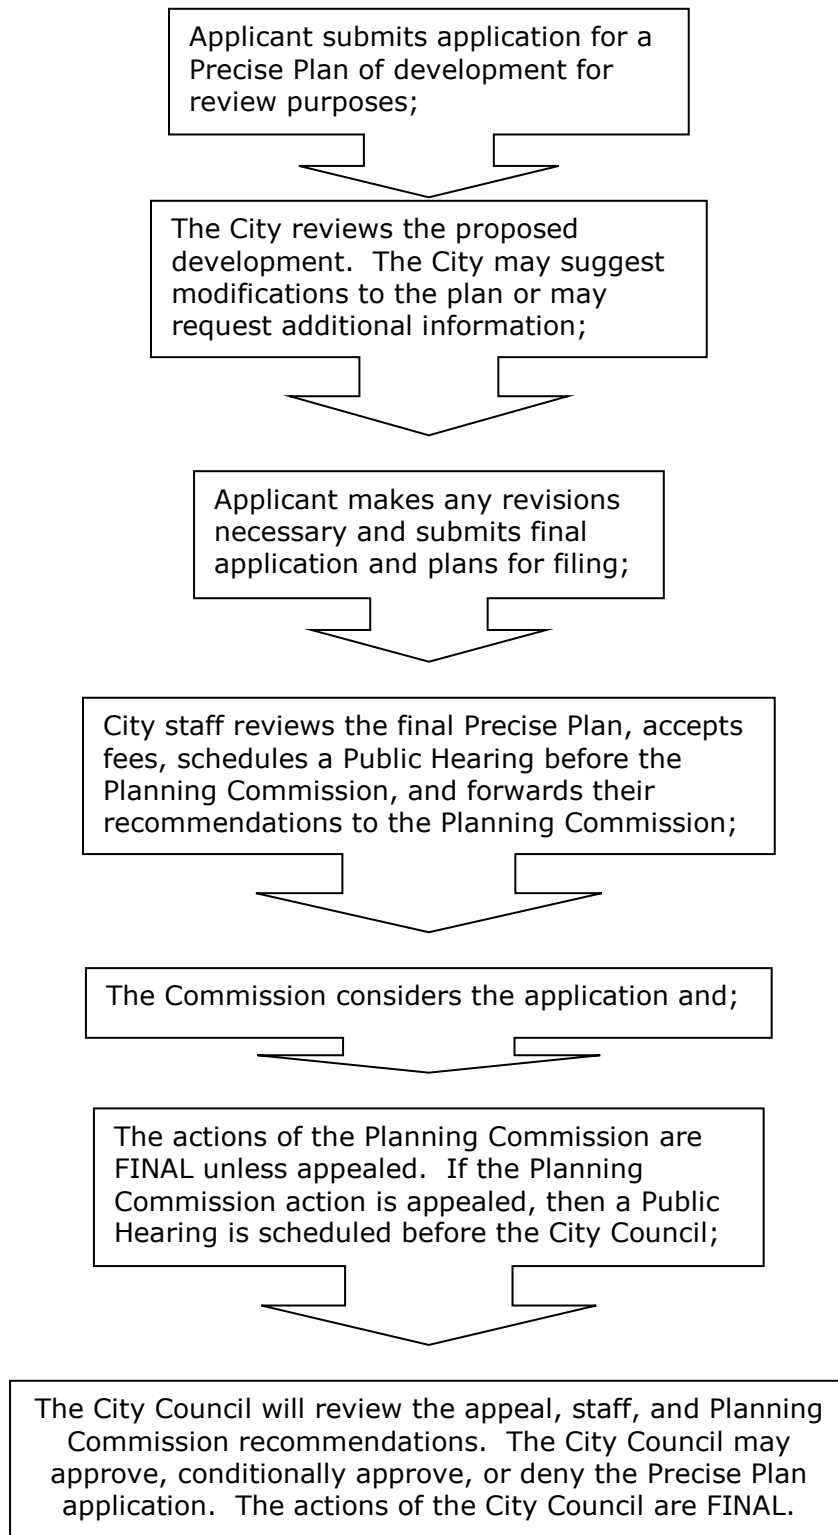 Applicant submits application for a
Precise Plan of development for
review purposes;
The City reviews the proposed
development.  The City may suggest
modifications to the plan or may
request additional information;
Applicant makes any revisions
necessary and submits final
application and plans for filing;
City staff reviews the final Precise Plan, accepts
fees, schedules a Public Hearing before the
Planning Commission, and forwards their
recommendations to the Planning Commission;
The Commission considers the application and;
The actions of the Planning Commission are
FINAL unless appealed.  If the Planning
Commission action is appealed, then a Public
Hearing is scheduled before the City Council;
The City Council will review the appeal, staff, and Planning
Commission recommendations.  The City Council may
approve, conditionally approve, or deny the Precise Plan
application.  The actions of the City Council are FINAL.